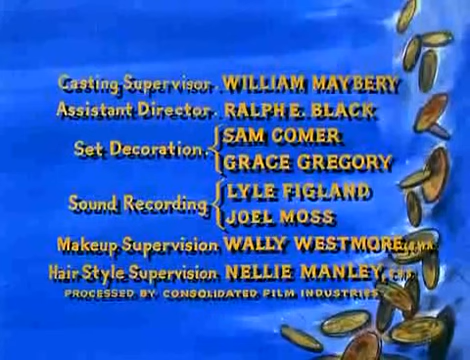 Casting Supervisor. WILLIAM MAYBERY
Assistant Director. RALPH E. BLACK
Set Decoration. { SAM COMER
GRACE GREGORY
Sound Recording { LYLE FIGLAND
JOEL MOSS
Makeup Supervision WALLY WESTMORE,
Hair Style Supervision NELLIE MANLEY,
PROCESSED BY CONSOLIDATED FILM INDUSTRIES